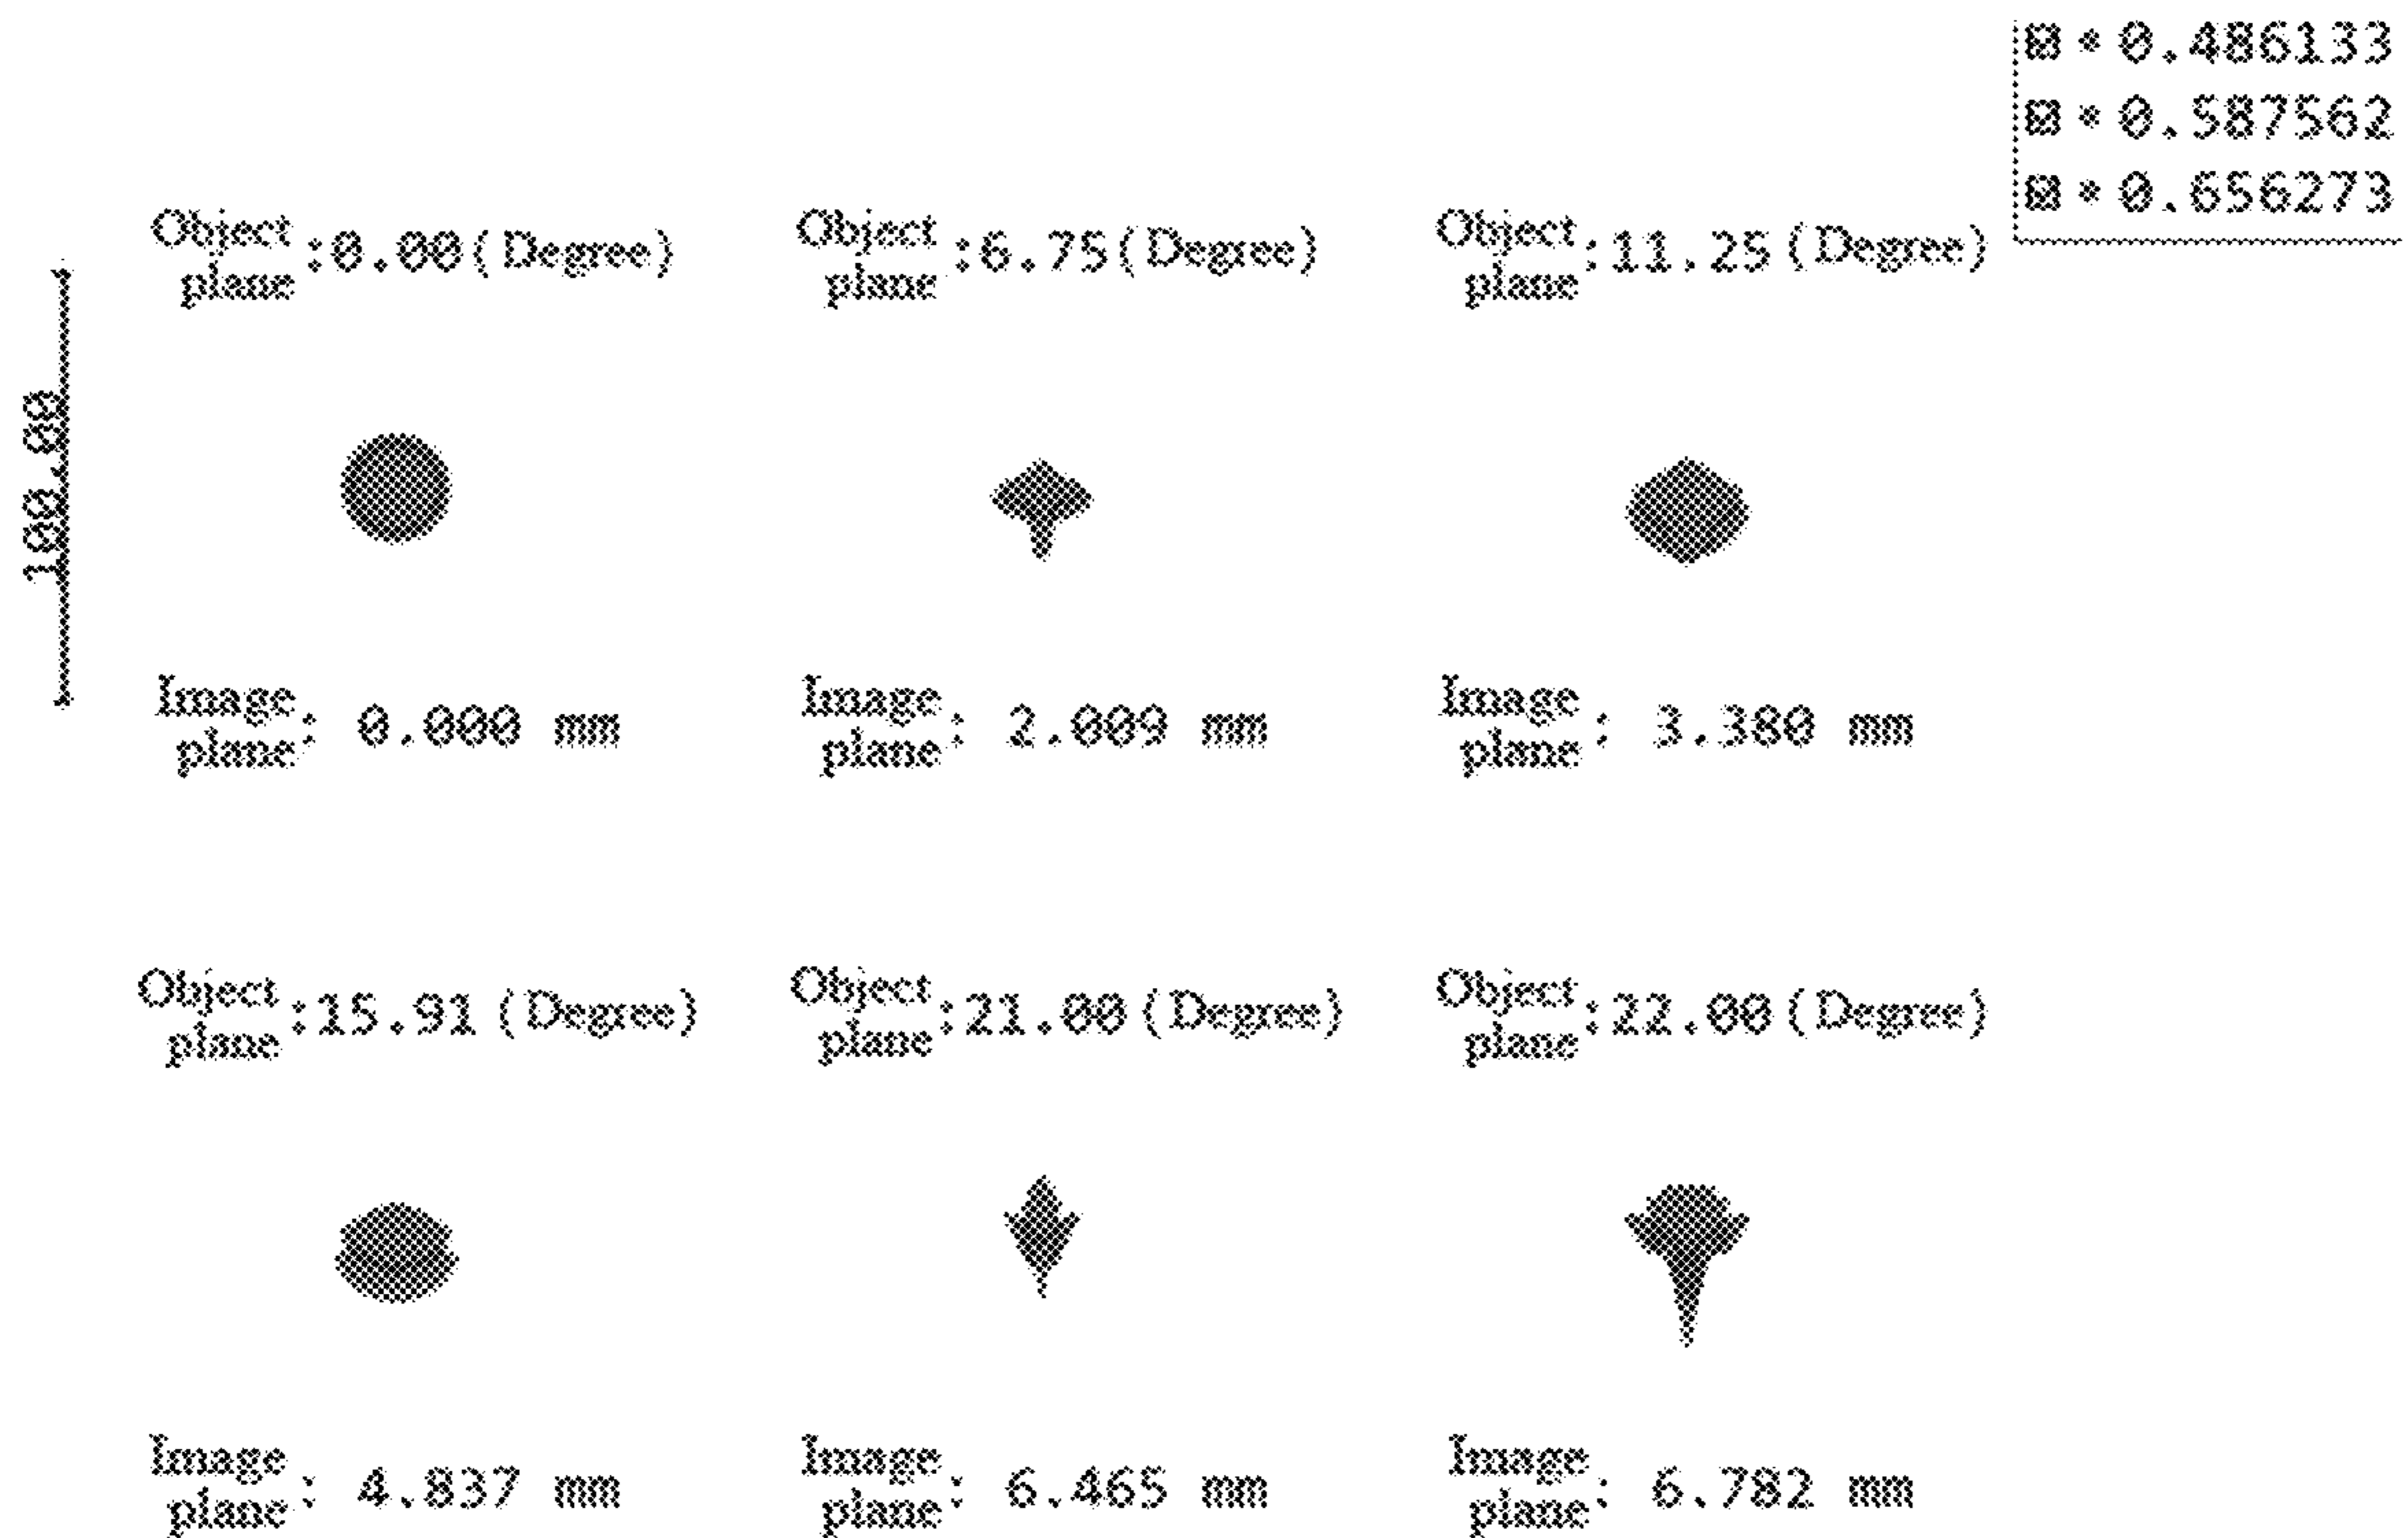 0.486133
0.587562
0.656273
Object plane :0.00(Degree)
Object plane :6.75(Degree)
Object plane :11.25(Degree)
100.00
Image plane : 0.000 mm
Image plane : 2.009 mm
Image plane : 3.380 mm
Object plane :15.91(Degree)
Object plane :21.00(Degree)
Object plane :22.00(Degree)
Image plane : 4.837 mm
Image plane : 6.465 mm
Image plane : 6.782 mm